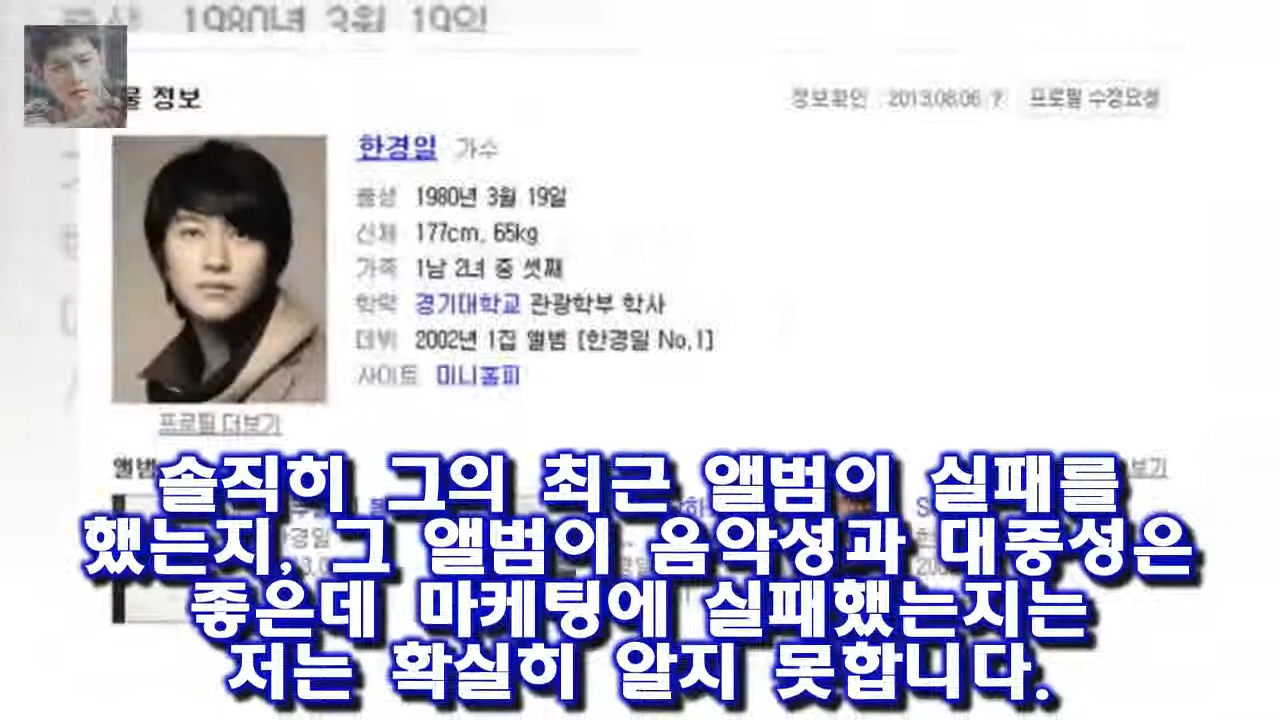 1980년 3월 19일
물 정보
정보확인 2013.08.06 ? 프로필 수정요청
한경일 가수
출생 1980년 3월 19일
신체 177cm, 65kg
가족 1남 2녀 중 셋째
학력 경기대학교 관광학부 학사
데뷔 2002년 1집 앨범 [한경일 No.1]
사이트 미니홈피
프로필 더보기
앨범
보기
솔직히 그의 최근 앨범이 실패를
했는지, 그 앨범이 음악성과 대중성은
좋은데 마케팅에 실패했는지는
저는 확실히 알지 못합니다.